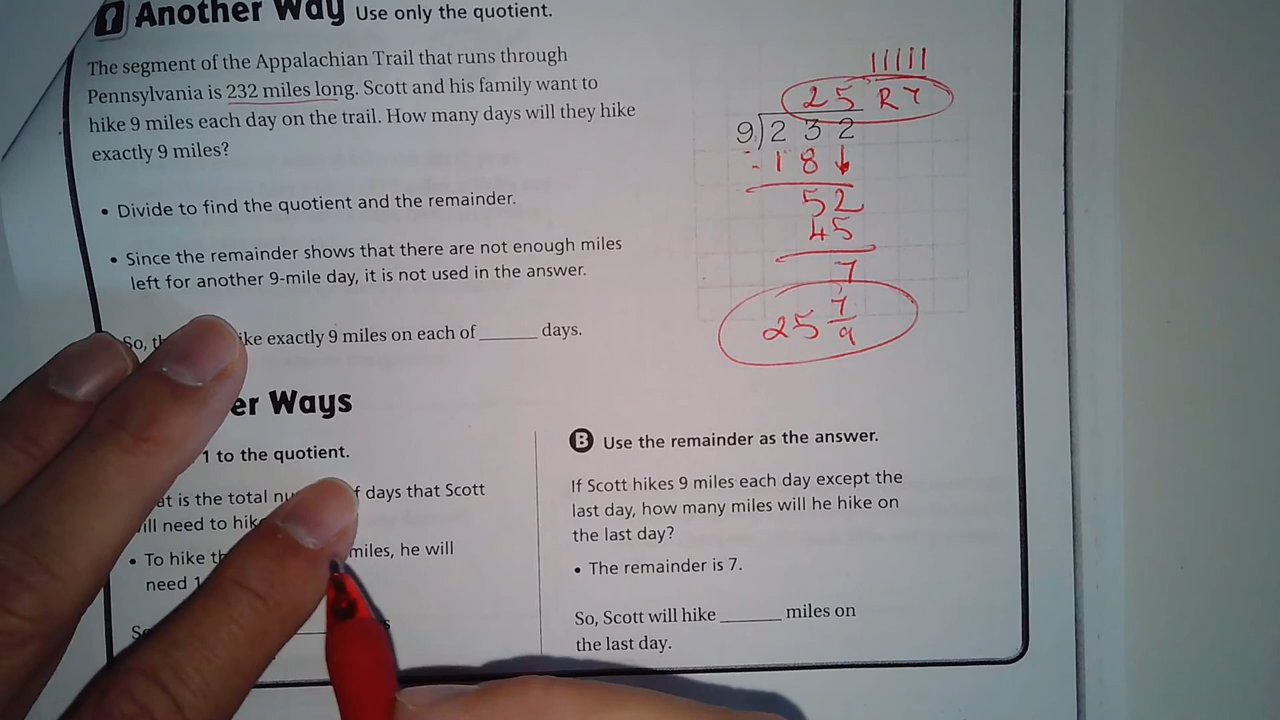 Another Way Use only the quotient.
The segment of the Appalachian Trail that runs through
Pennsylvania is 232 miles long. Scott and his family want to
hike 9 miles each day on the trail. How many days will they hike
exactly 9 miles?
• Divide to find the quotient and the remainder.
• Since the remainder shows that there are not enough miles
left for another 9-mile day, it is not used in the answer.
So, ike exactly 9 miles on each of ______ days.
25 R7
9)232
- 18↓
52
45
7
25 7/9
er Ways
1 to the quotient.
at is the total f days that Scott
ill need to
• To hike miles, he will
need 1
B Use the remainder as the answer.
If Scott hikes 9 miles each day except the
last day, how many miles will he hike on
the last day?
• The remainder is 7.
So, Scott will hike ______ miles on
the last day.